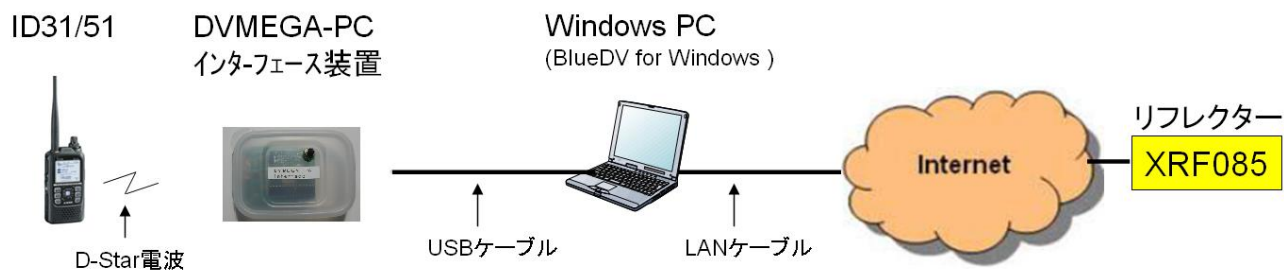 ID31/51
DVMEGA-PC
インターフェース装置
Windows PC
(BlueDV for Windows )
リフレクター
XRF085
Internet
D-Star電波
USBケーブル
LANケーブル